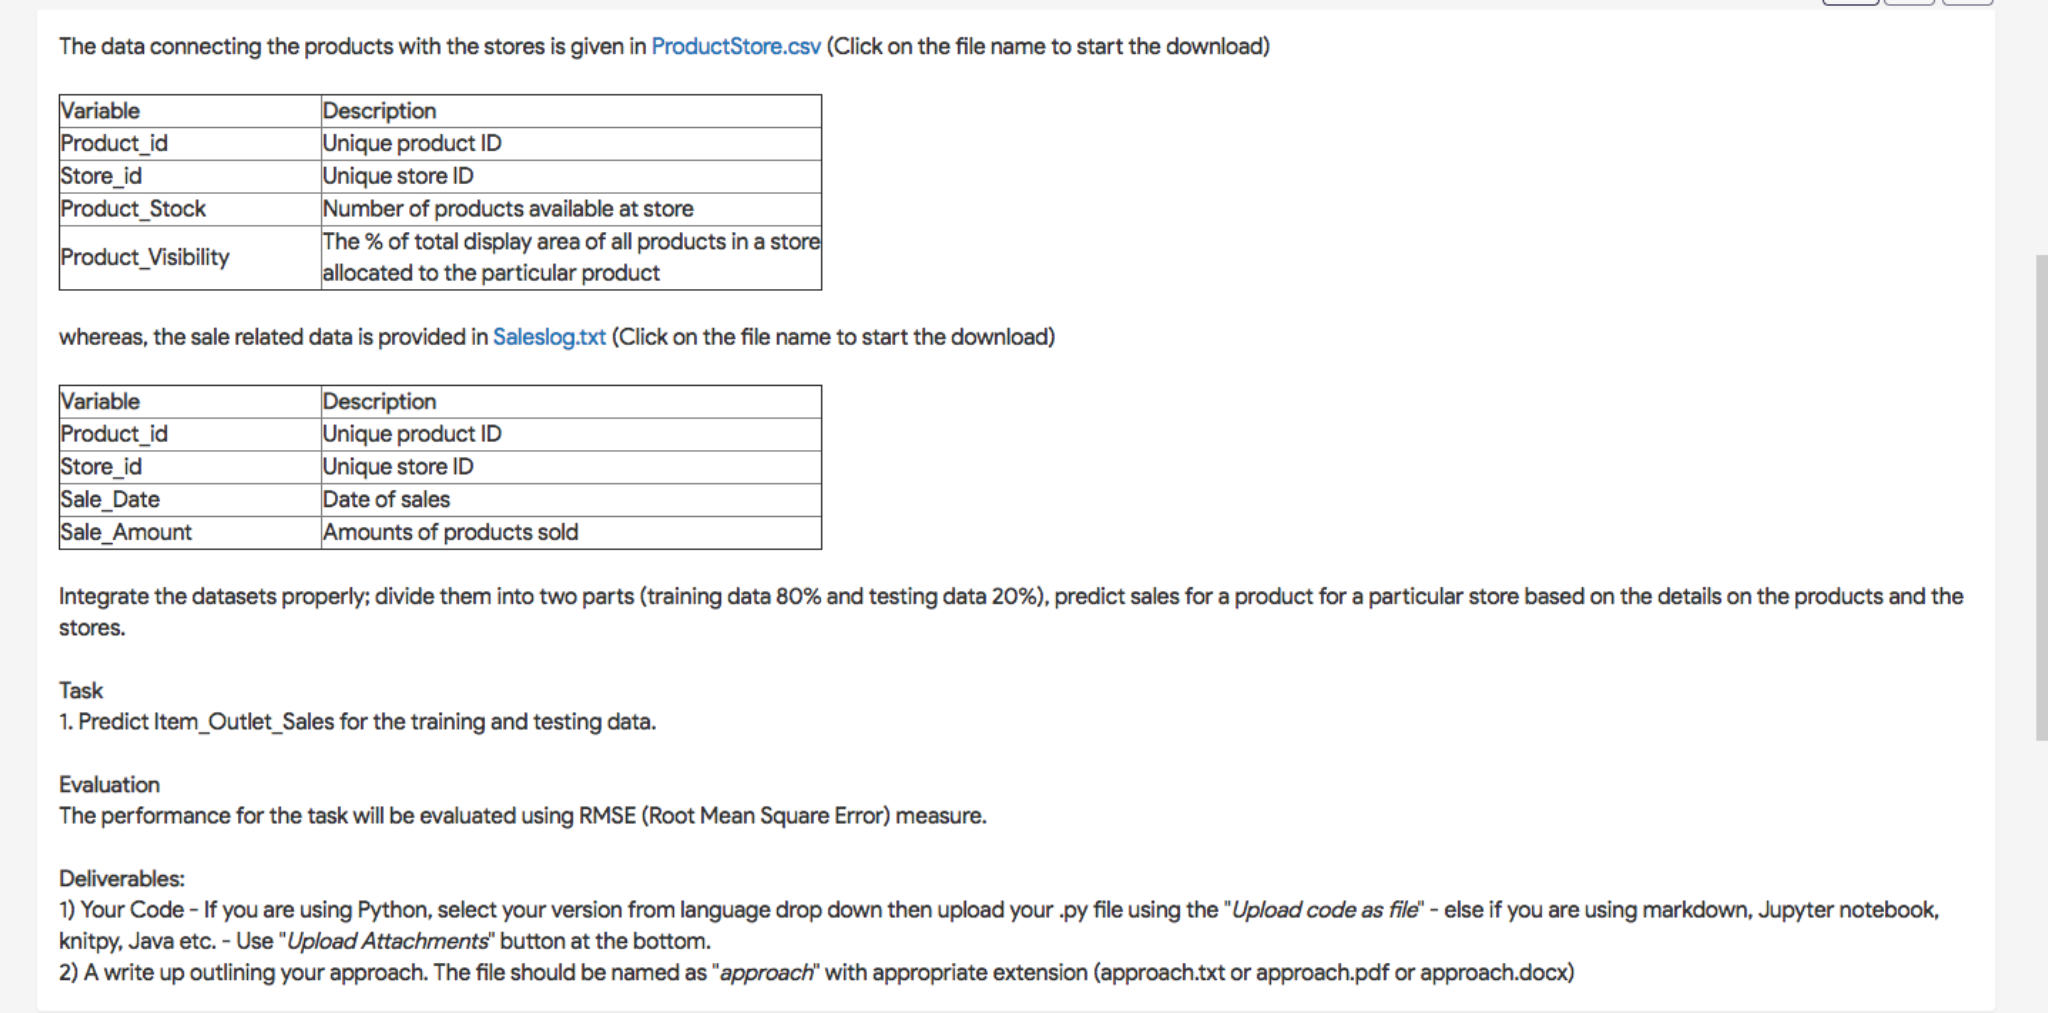 The data connecting the products with the stores is given in ProductStore.csv (Click on the file name to start the download)
Variable Description
Product_id Unique product ID
Store_id Unique store ID
Product_Stock Number of products available at store
Product_Visibility The % of total display area of all products in a store
allocated to the particular product
whereas, the sale related data is provided in Saleslog.txt (Click on the file name to start the download)
Variable Description
Product_id Unique product ID
Store_id Unique store ID
Sale_Date Date of sales
Sale_Amount Amounts of products sold
Integrate the datasets properly; divide them into two parts (training data 80% and testing data 20%), predict sales for a product for a particular store based on the details on the products and the
stores.
Task
1. Predict Item_Outlet_Sales for the training and testing data.
Evaluation
The performance for the task will be evaluated using RMSE (Root Mean Square Error) measure.
Deliverables:
1) Your Code - If you are using Python, select your version from language drop down then upload your .py file using the "Upload code as file" - else if you are using markdown, Jupyter notebook,
knitpy, Java etc. - Use "Upload Attachments" button at the bottom.
2) A write up outlining your approach. The file should be named as "approach" with appropriate extension (approach.txt or approach.pdf or approach.docx)